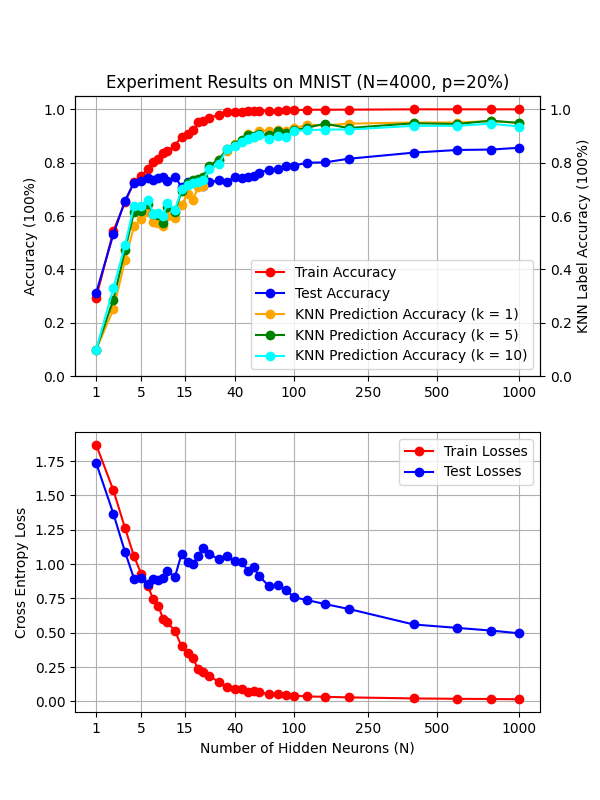 Experiment Results on MNIST (N=4000, p=20%)
1.0
0.8
0.6
0.4
0.2
0.0
Accuracy (100%)
1.0
0.8
0.6
0.4
0.2
0.0
KNN Label Accuracy (100%)
Train Accuracy
Test Accuracy
KNN Prediction Accuracy (k = 1)
KNN Prediction Accuracy (k = 5)
KNN Prediction Accuracy (k = 10)
1 5 15 40 100 250 500 1000
1.75
1.50
1.25
1.00
0.75
0.50
0.25
0.00
Cross Entropy Loss
Train Losses
Test Losses
1 5 15 40 100 250 500 1000
Number of Hidden Neurons (N)